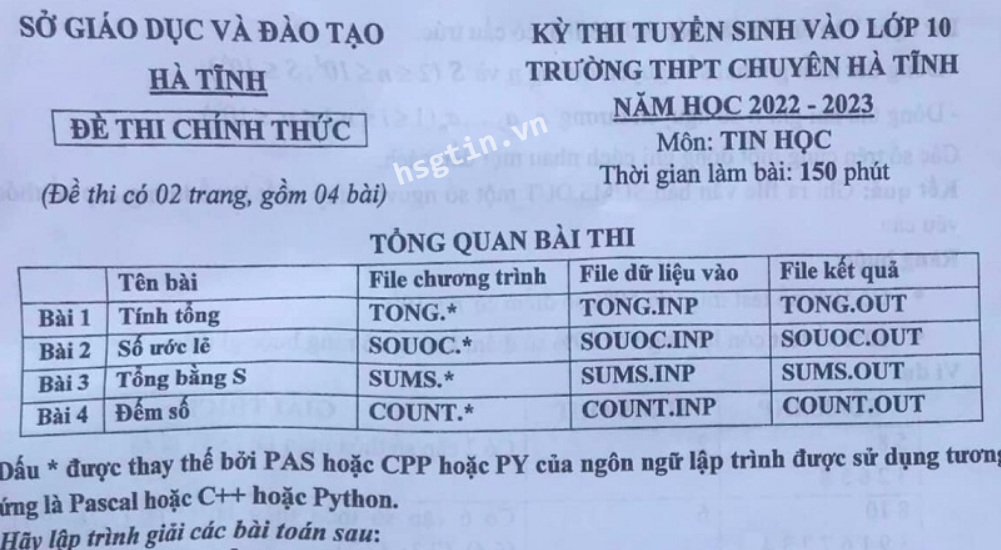 SỞ GIÁO DỤC VÀ ĐÀO TẠO
HÀ TĨNH
ĐỀ THI CHÍNH THỨC
(Đề thi có 02 trang, gồm 04 bài)
KỲ THI TUYỂN SINH VÀO LỚP 10
TRƯỜNG THPT CHUYÊN HÀ TĨNH
NĂM HỌC 2022 - 2023
Môn: TIN HỌC
Thời gian làm bài: 150 phút
hsgtin.vn
TỔNG QUAN BÀI THI
Tên bài File chương trình File dữ liệu vào File kết quả
Bài 1 Tính tổng TONG.* TONG.INP TONG.OUT
Bài 2 Số ước lẻ SOUOC.* SOUOC.INP SOUOC.OUT
Bài 3 Tổng bằng S SUMS.* SUMS.INP SUMS.OUT
Bài 4 Đếm số COUNT.* COUNT.INP COUNT.OUT
Dấu * được thay thế bởi PAS hoặc CPP hoặc PY của ngôn ngữ lập trình được sử dụng tương
ứng là Pascal hoặc C++ hoặc Python.
Hãy lập trình giải các bài toán sau: